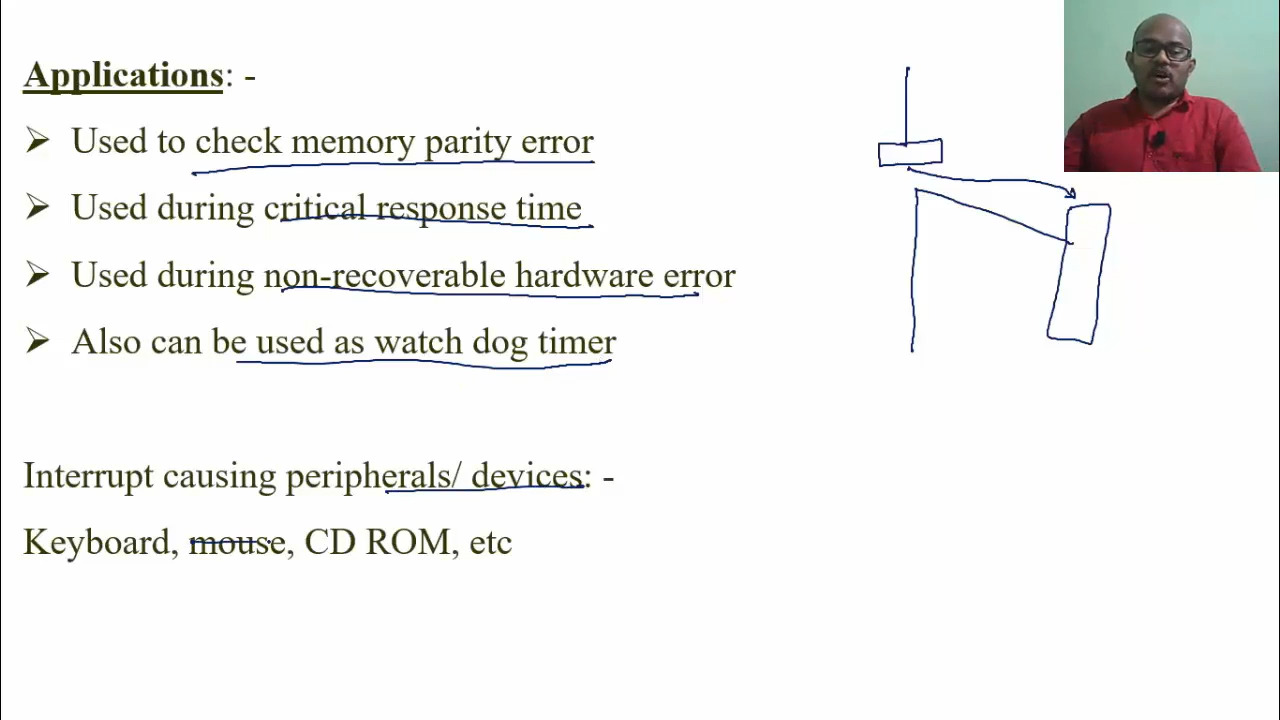 Applications: -
➢ Used to check memory parity error
➢ Used during critical response time
➢ Used during non-recoverable hardware error
➢ Also can be used as watch dog timer
Interrupt causing peripherals/ devices: -
Keyboard, mouse, CD ROM, etc